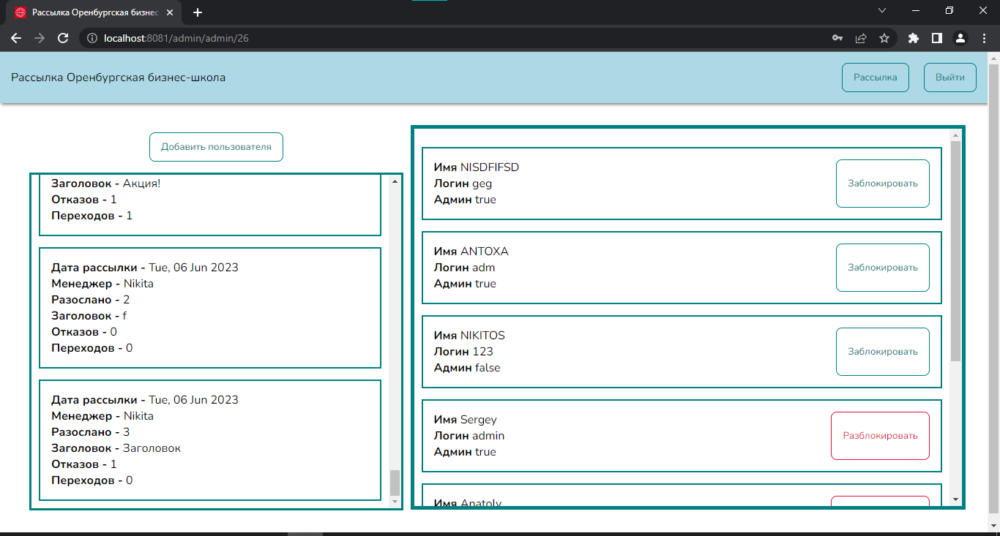 Рассылка Оренбургская бизнес
localhost:8081/admin/admin/26
Рассылка Оренбургская бизнес-школа
Рассылка
Выйти
Добавить пользователя
Заголовок - Акция!
Отказов - 1
Переходов - 1
Дата рассылки - Tue, 06 Jun 2023
Менеджер - Nikita
Разослано - 2
Заголовок - f
Отказов - 0
Переходов - 0
Дата рассылки - Tue, 06 Jun 2023
Менеджер - Nikita
Разослано - 3
Заголовок - Заголовок
Отказов - 1
Переходов - 0
Имя NISDFIFSD
Логин geg
Админ true
Заблокировать
Имя ANTOXA
Логин adm
Админ true
Заблокировать
Имя NIKITOS
Логин 123
Админ false
Заблокировать
Имя Sergey
Логин admin
Админ true
Разблокировать
Имя Anatoly